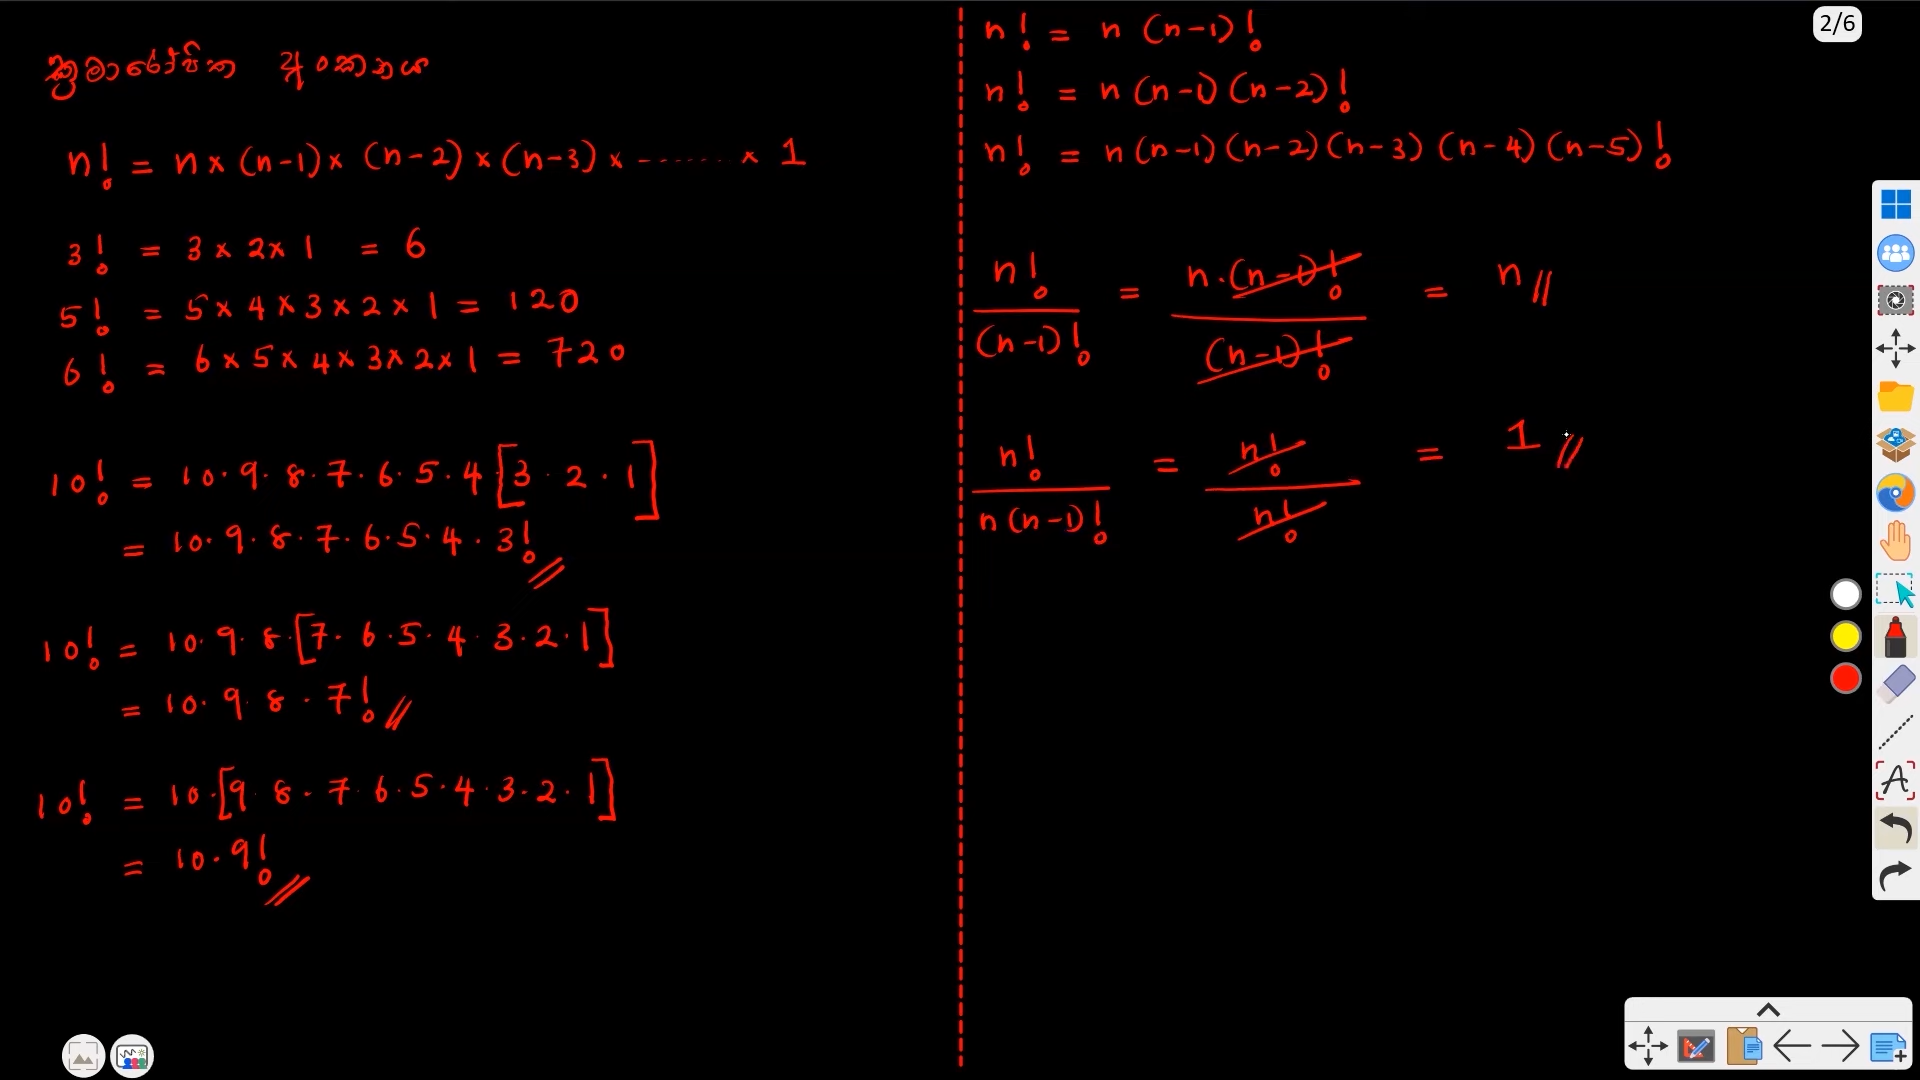 ක්‍රමාරෝපිත අංකනය
n! = n × (n-1) × (n-2) × (n-3) × ------- × 1
3! = 3 × 2 × 1 = 6
5! = 5 × 4 × 3 × 2 × 1 = 120
6! = 6 × 5 × 4 × 3 × 2 × 1 = 720
10! = 10·9·8·7·6·5·4·[3·2·1]
= 10·9·8·7·6·5·4·3!
10! = 10·9·8·[7·6·5·4·3·2·1]
= 10·9·8·7!
10! = 10·[9·8·7·6·5·4·3·2·1]
= 10·9!
n! = n (n-1)!
n! = n (n-1) (n-2)!
n! = n (n-1) (n-2) (n-3) (n-4) (n-5)!
n! / (n-1)! = n·(n-1)! / (n-1)! = n
n! / n(n-1)! = n! / n! = 1
2/6